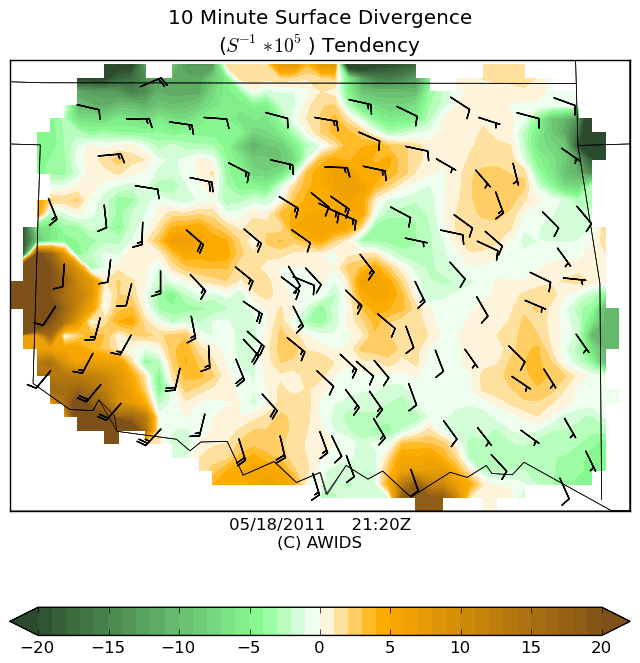 10 Minute Surface Divergence
(S⁻¹ *10⁵ ) Tendency
05/18/2011 21:20Z
(C) AWIDS
−20 −15 −10 −5 0 5 10 15 20